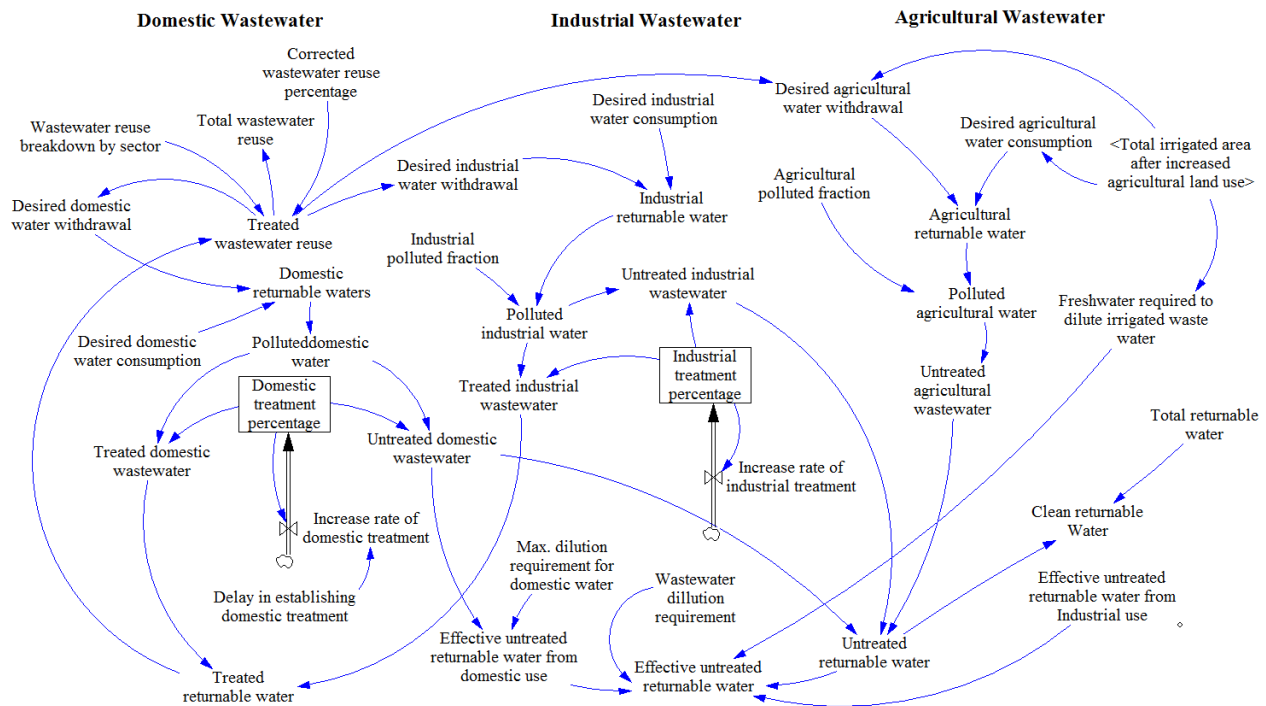 Domestic Wastewater
Industrial Wastewater
Agricultural Wastewater
Corrected
wastewater reuse
percentage
Wastewater reuse
breakdown by sector
Total wastewater
reuse
Desired domestic
water withdrawal
Treated
wastewater reuse
Domestic
returnable waters
Desired domestic
water consumption
Polluteddomestic
water
Domestic
treatment
percentage
Treated domestic
wastewater
Untreated domestic
wastewater
Increase rate of
domestic treatment
Delay in establishing
domestic treatment
Treated
returnable water
Desired industrial
water consumption
Desired industrial
water withdrawal
Industrial
returnable water
Industrial
polluted fraction
Untreated industrial
wastewater
Polluted
industrial water
Industrial
treatment
percentage
Treated industrial
wastewater
Increase rate of
industrial treatment
Max. dilution
requirement for
domestic water
Wastewater
dillution
requirement
Effective untreated
returnable water from
domestic use
Effective untreated
returnable water
Desired agricultural
water withdrawal
Desired agricultural
water consumption
<Total irrigated area
after increased
agricultural land use>
Agricultural
polluted fraction
Agricultural
returnable water
Polluted
agricultural water
Freshwater required to
dilute irrigated waste
water
Untreated
agricultural
wastewater
Total returnable
water
Clean returnable
Water
Effective untreated
returnable water from
Industrial use
Untreated
returnable water